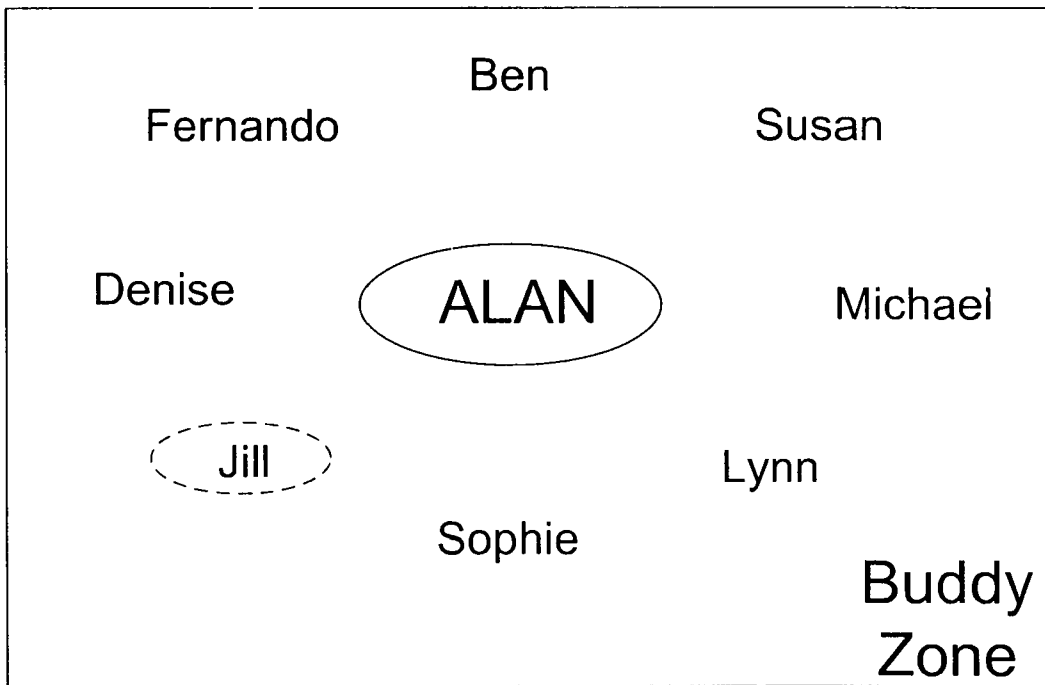 Ben
Fernando
Susan
Denise
ALAN
Michael
Jill
Lynn
Sophie
Buddy
Zone